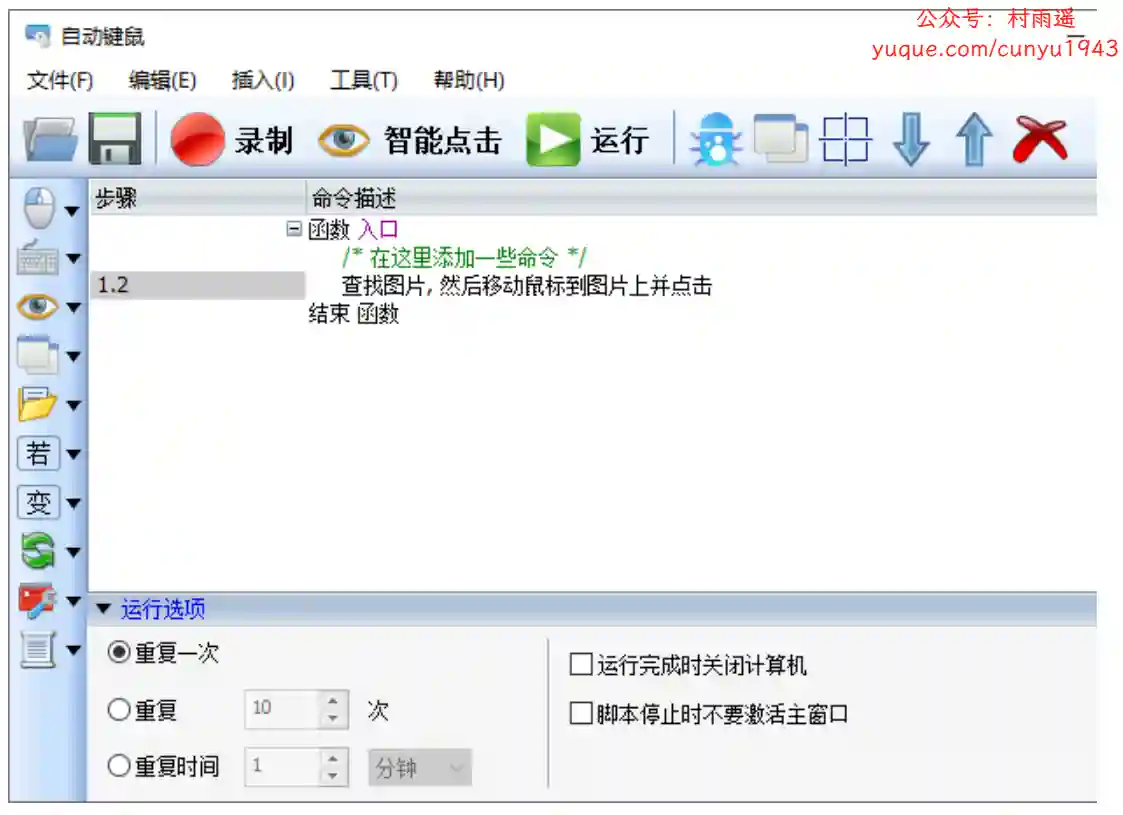 公众号：村雨遥
自动键鼠
yuque.com/cunyu1943
文件(F) 编辑(E) 插入(I) 工具(T) 帮助(H)
录制 智能点击 运行
步骤 命令描述
函数 入口
/* 在这里添加一些命令 */
1.2 查找图片, 然后移动鼠标到图片上并点击
结束 函数
若
变
运行选项
重复一次
运行完成时关闭计算机
重复 10 次
脚本停止时不要激活主窗口
重复时间 1 分钟